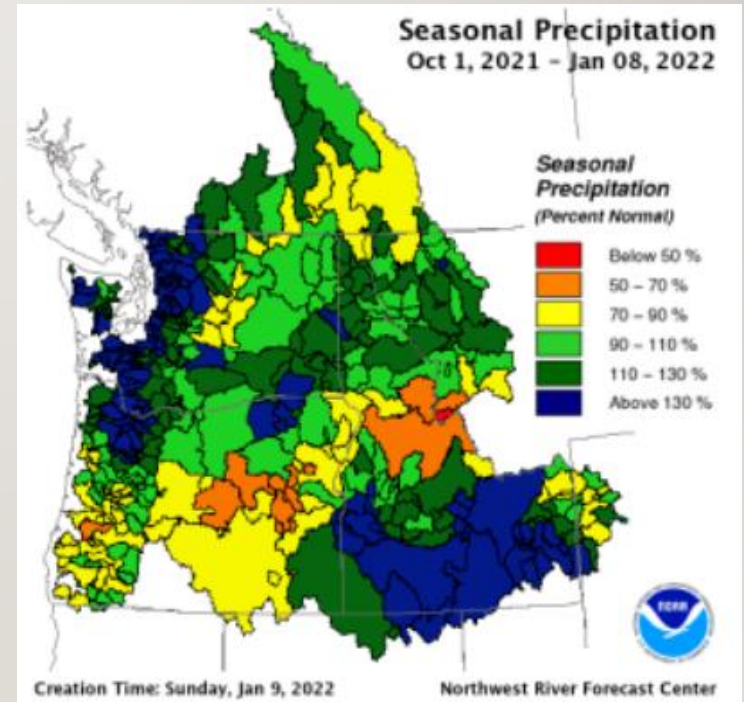 Seasonal Precipitation
Oct 1, 2021 - Jan 08, 2022
Seasonal
Precipitation
(Percent Normal)
Below 50 %
50 - 70 %
70 - 90 %
90 - 110 %
110 - 130 %
Above 130 %
NOAA
Creation Time: Sunday, Jan 9, 2022
Northwest River Forecast Center